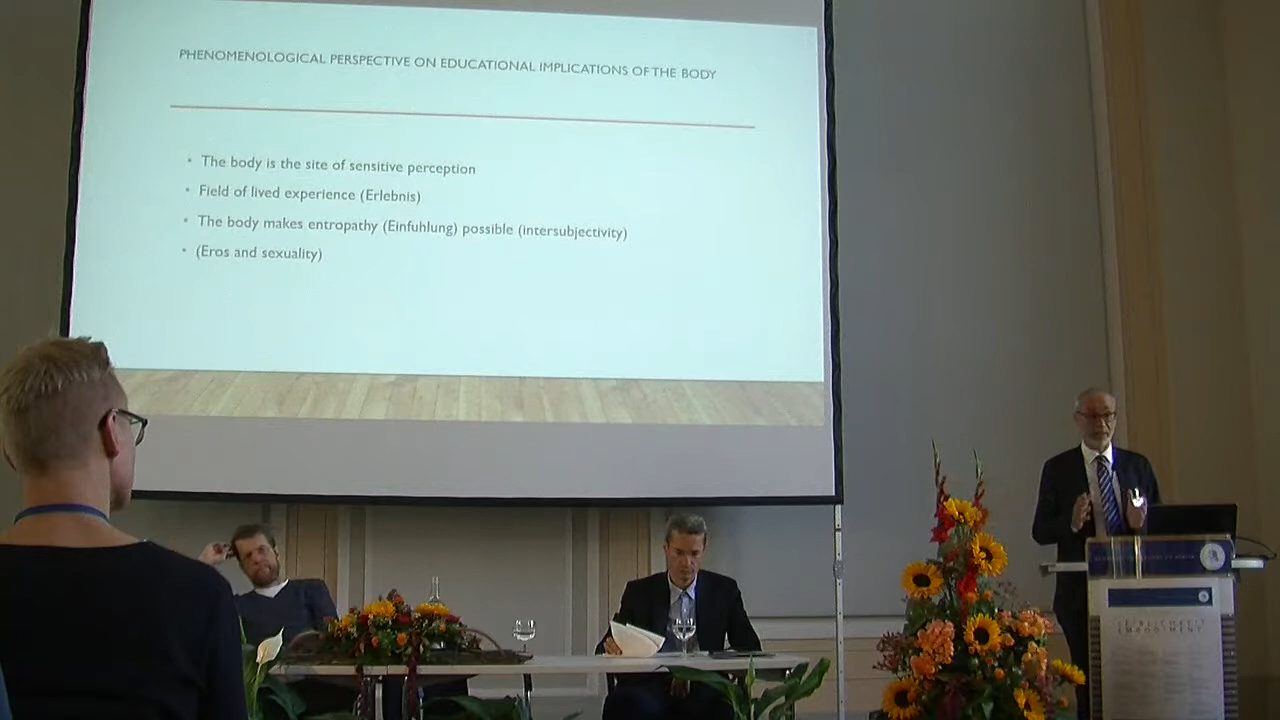 PHENOMENOLOGICAL PERSPECTIVE ON EDUCATIONAL IMPLICATIONS OF THE BODY
• The body is the site of sensitive perception
• Field of lived experience (Erlebnis)
• The body makes entropathy (Einfuhlung) possible (intersubjectivity)
• (Eros and sexuality)